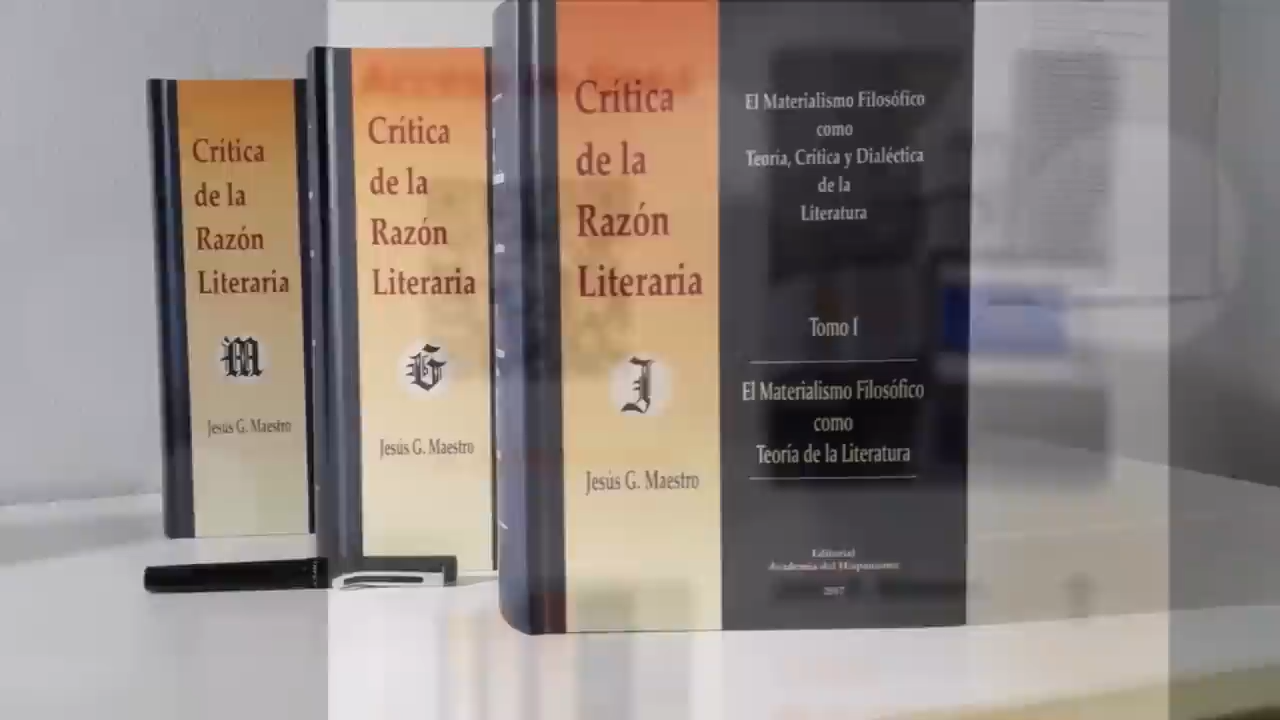 Crítica
de la
Razón
Literaria
M
Jesús G. Maestro
Crítica
de la
Razón
Literaria
G
Jesús G. Maestro
Crítica
de la
Razón
Literaria
J
Jesús G. Maestro
El Materialismo Filosófico
como
Teoría, Crítica y Dialéctica
de la
Literatura
Tomo I
El Materialismo Filosófico
como
Teoría de la Literatura
Editorial
Academia del Hispanismo
2017